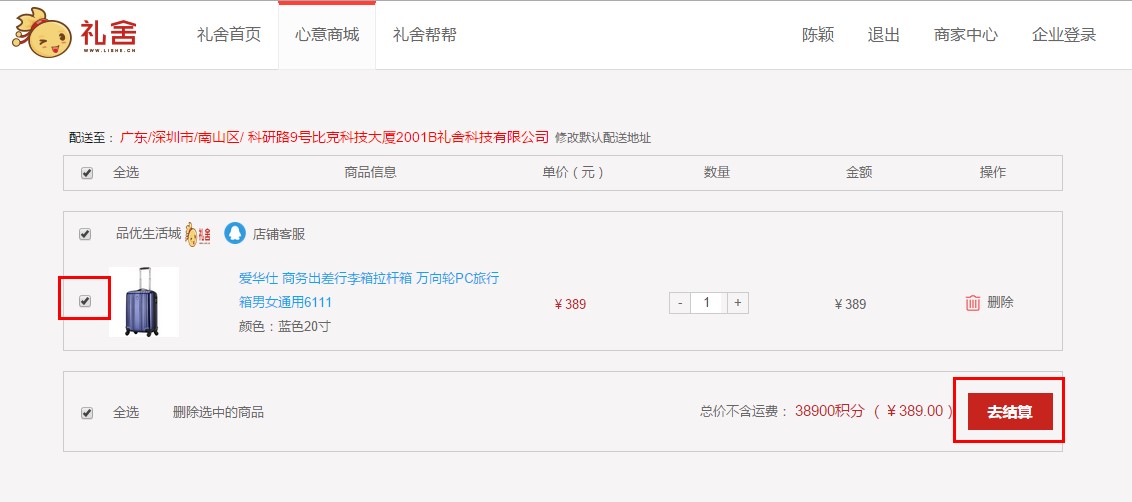 礼舍
WWW.LISHE.CN
礼舍首页 心意商城 礼舍帮帮 陈颖 退出 商家中心 企业登录
配送至： 广东/深圳市/南山区/ 科研路9号比克科技大厦2001B礼舍科技有限公司 修改默认配送地址
全选 商品信息 单价（元） 数量 金额 操作
品优生活城 礼舍 店铺客服
爱华仕 商务出差行李箱拉杆箱 万向轮PC旅行
箱男女通用6111
颜色：蓝色20寸
¥389 - 1 + ¥389 删除
全选 删除选中的商品 总价不含运费： 38900积分 （ ¥389.00 ） 去结算